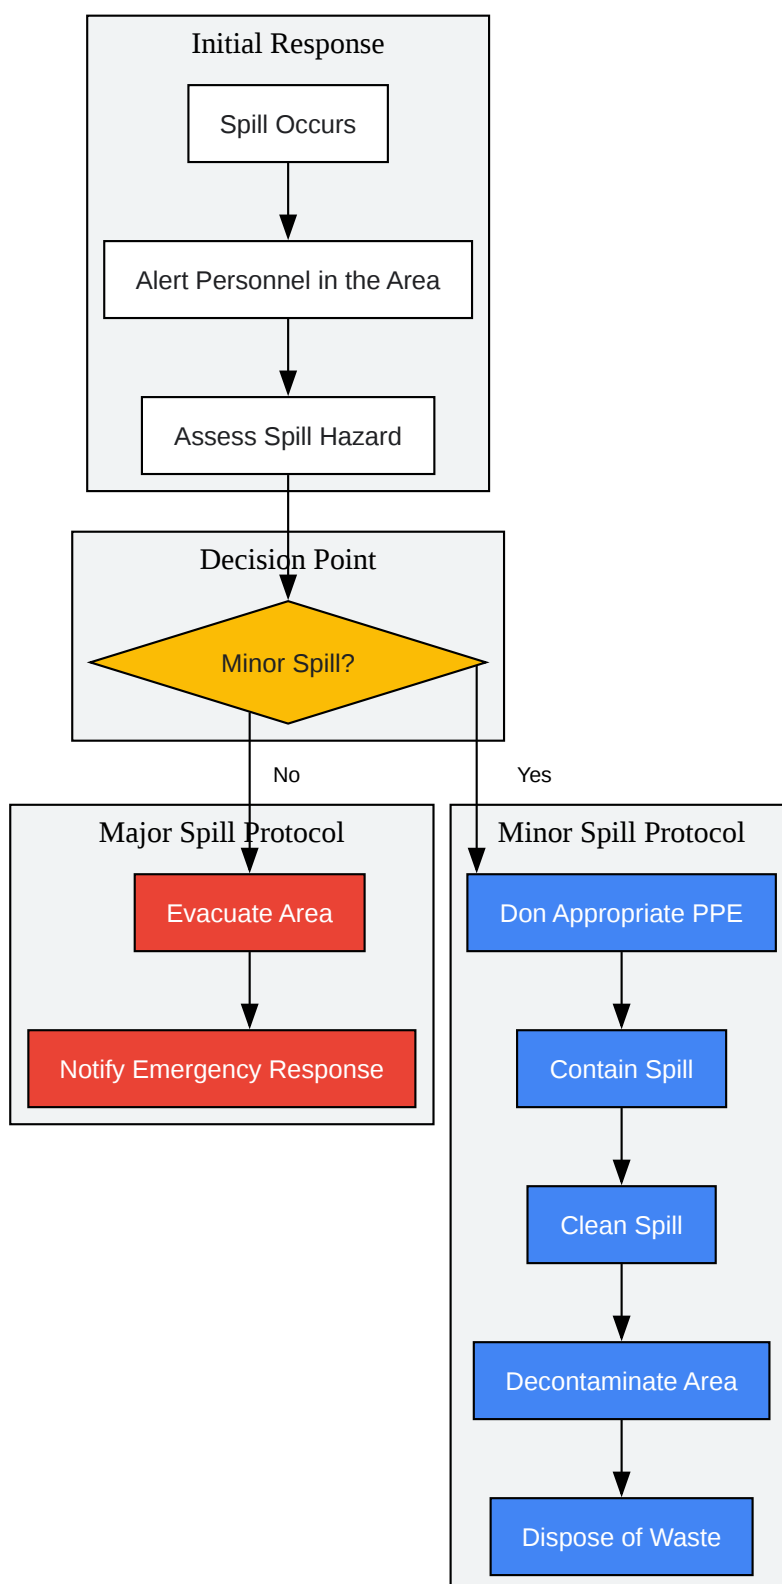 Initial Response
Spill Occurs
Alert Personnel in the Area
Assess Spill Hazard
Decision Point
Minor Spill?
No
Yes
Major Spill Protocol
Evacuate Area
Notify Emergency Response
Minor Spill Protocol
Don Appropriate PPE
Contain Spill
Clean Spill
Decontaminate Area
Dispose of Waste